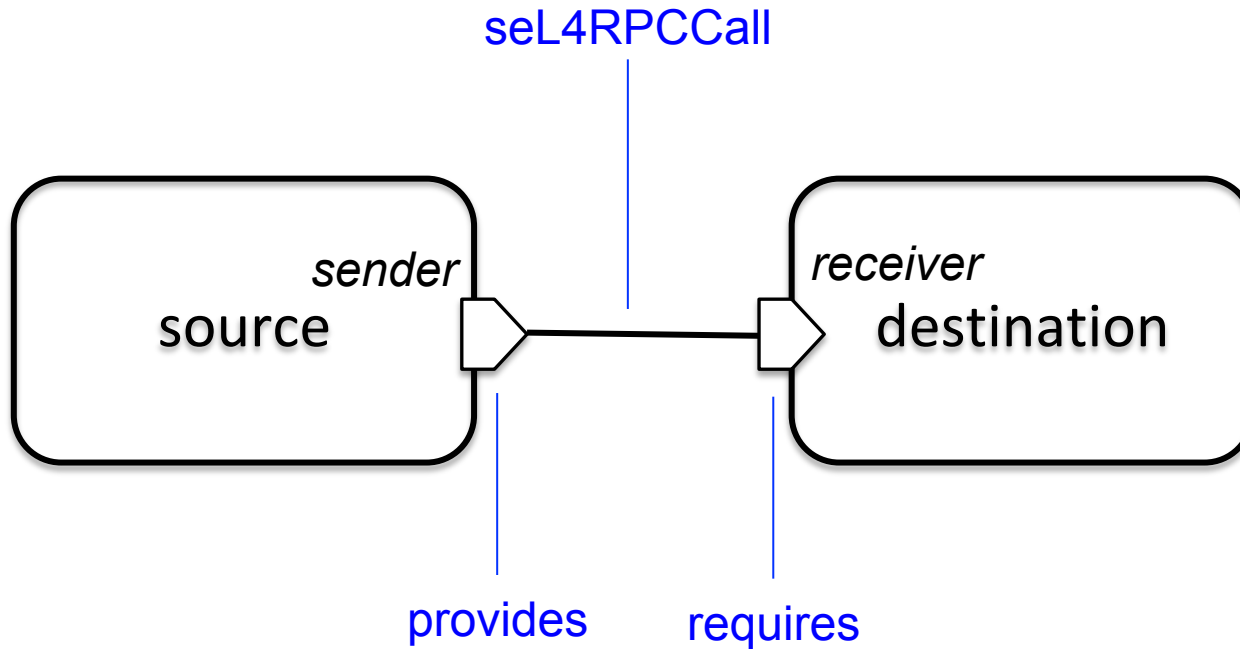 seL4RPCCall
sender
receiver
source
destination
provides
requires